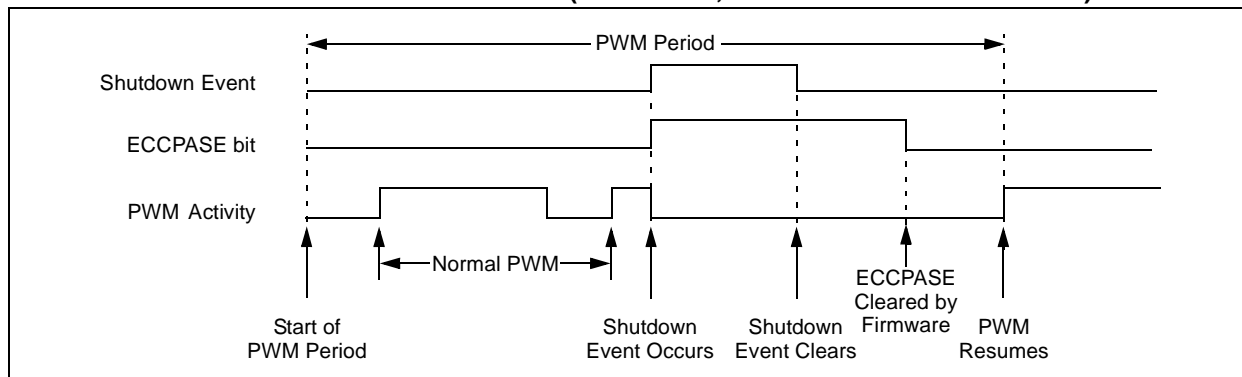 PWM Period
Shutdown Event
ECCPASE bit
PWM Activity
Normal PWM
Start of
PWM Period
Shutdown
Event Occurs
Shutdown
Event Clears
ECCPASE
Cleared by
Firmware
PWM
Resumes